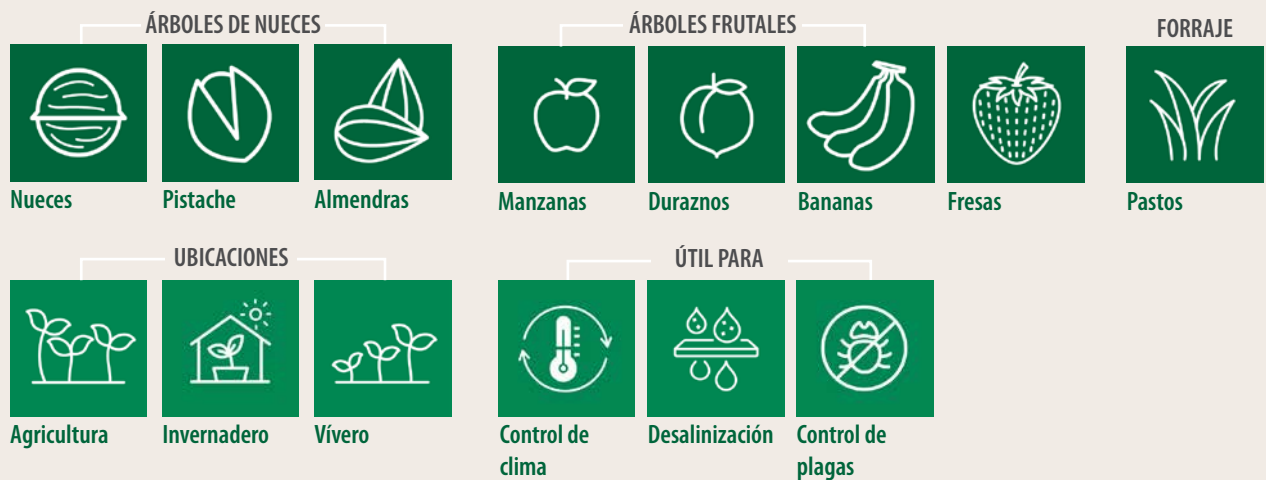 ÁRBOLES DE NUECES
ÁRBOLES FRUTALES
FORRAJE
Nueces
Pistache
Almendras
Manzanas
Duraznos
Bananas
Fresas
Pastos
UBICACIONES
ÚTIL PARA
Agricultura
Invernadero
Vívero
Control de
clima
Desalinización
Control de
plagas